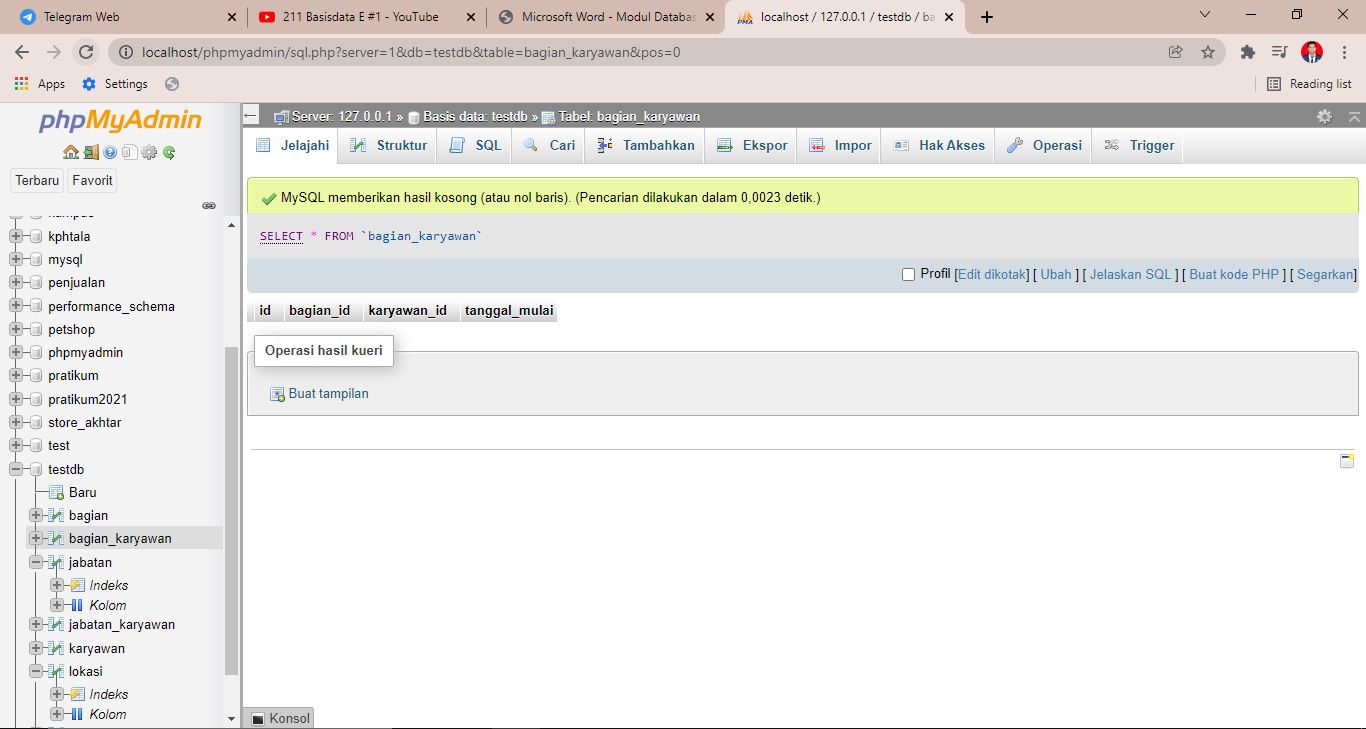 Telegram Web
211 Basisdata E #1 - YouTube
Microsoft Word - Modul Databas
localhost / 127.0.0.1 / testdb / ba
localhost/phpmyadmin/sql.php?server=1&db=testdb&table=bagian_karyawan&pos=0
Apps
Settings
Reading list
phpMyAdmin
Terbaru
Favorit
kphtala
mysql
penjualan
performance_schema
petshop
phpmyadmin
pratikum
pratikum2021
store_akhtar
test
testdb
Baru
bagian
bagian_karyawan
jabatan
Indeks
Kolom
jabatan_karyawan
karyawan
lokasi
Indeks
Kolom
Server: 127.0.0.1 » Basis data: testdb » Tabel: bagian_karyawan
Jelajahi Struktur SQL Cari Tambahkan Ekspor Impor Hak Akses Operasi Trigger
MySQL memberikan hasil kosong (atau nol baris). (Pencarian dilakukan dalam 0,0023 detik.)
SELECT * FROM `bagian_karyawan`
Profil [Edit dikotak] [ Ubah ] [ Jelaskan SQL ] [ Buat kode PHP ] [ Segarkan]
id bagian_id karyawan_id tanggal_mulai
Operasi hasil kueri
Buat tampilan
Konsol